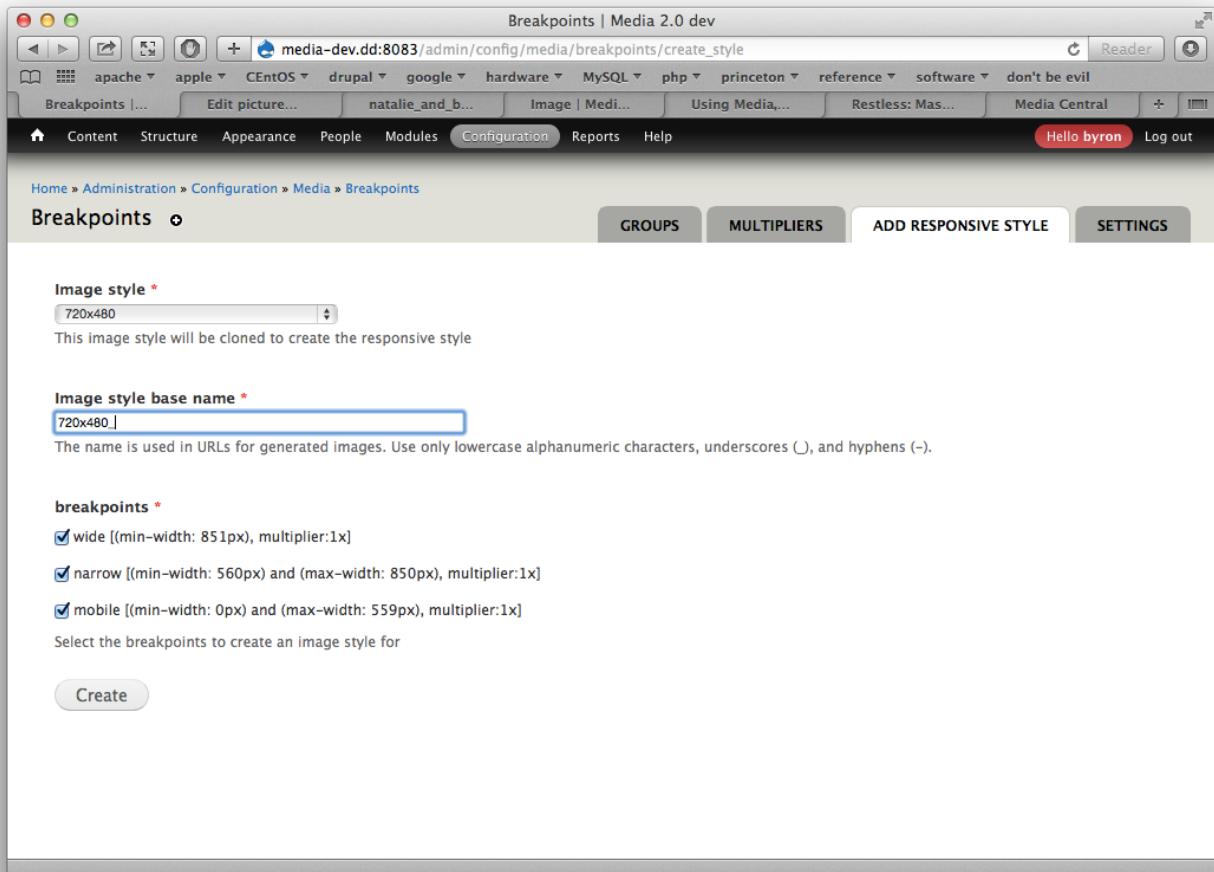 Breakpoints | Media 2.0 dev
media-dev.dd:8083/admin/config/media/breakpoints/create_style Reader
apache apple CEntOS drupal google hardware MySQL php princeton reference software don't be evil
Breakpoints |... Edit picture... natalie_and_b... Image | Medi... Using Media,... Restless: Mas... Media Central
Content Structure Appearance People Modules Configuration Reports Help Hello byron Log out
Home » Administration » Configuration » Media » Breakpoints
Breakpoints
GROUPS MULTIPLIERS ADD RESPONSIVE STYLE SETTINGS
Image style *
720x480
This image style will be cloned to create the responsive style
Image style base name *
720x480_
The name is used in URLs for generated images. Use only lowercase alphanumeric characters, underscores (_), and hyphens (-).
breakpoints *
wide [(min-width: 851px), multiplier:1x]
narrow [(min-width: 560px) and (max-width: 850px), multiplier:1x]
mobile [(min-width: 0px) and (max-width: 559px), multiplier:1x]
Select the breakpoints to create an image style for
Create